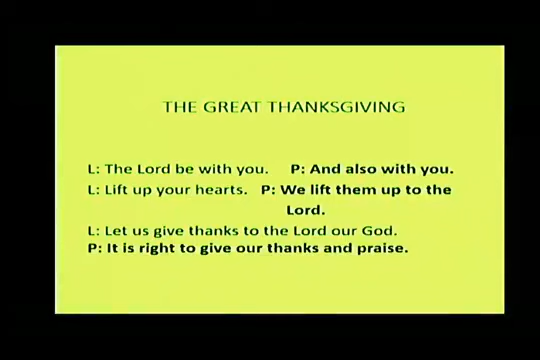 THE GREAT THANKSGIVING
L: The Lord be with you. P: And also with you.
L: Lift up your hearts. P: We lift them up to the
Lord.
L: Let us give thanks to the Lord our God.
P: It is right to give our thanks and praise.